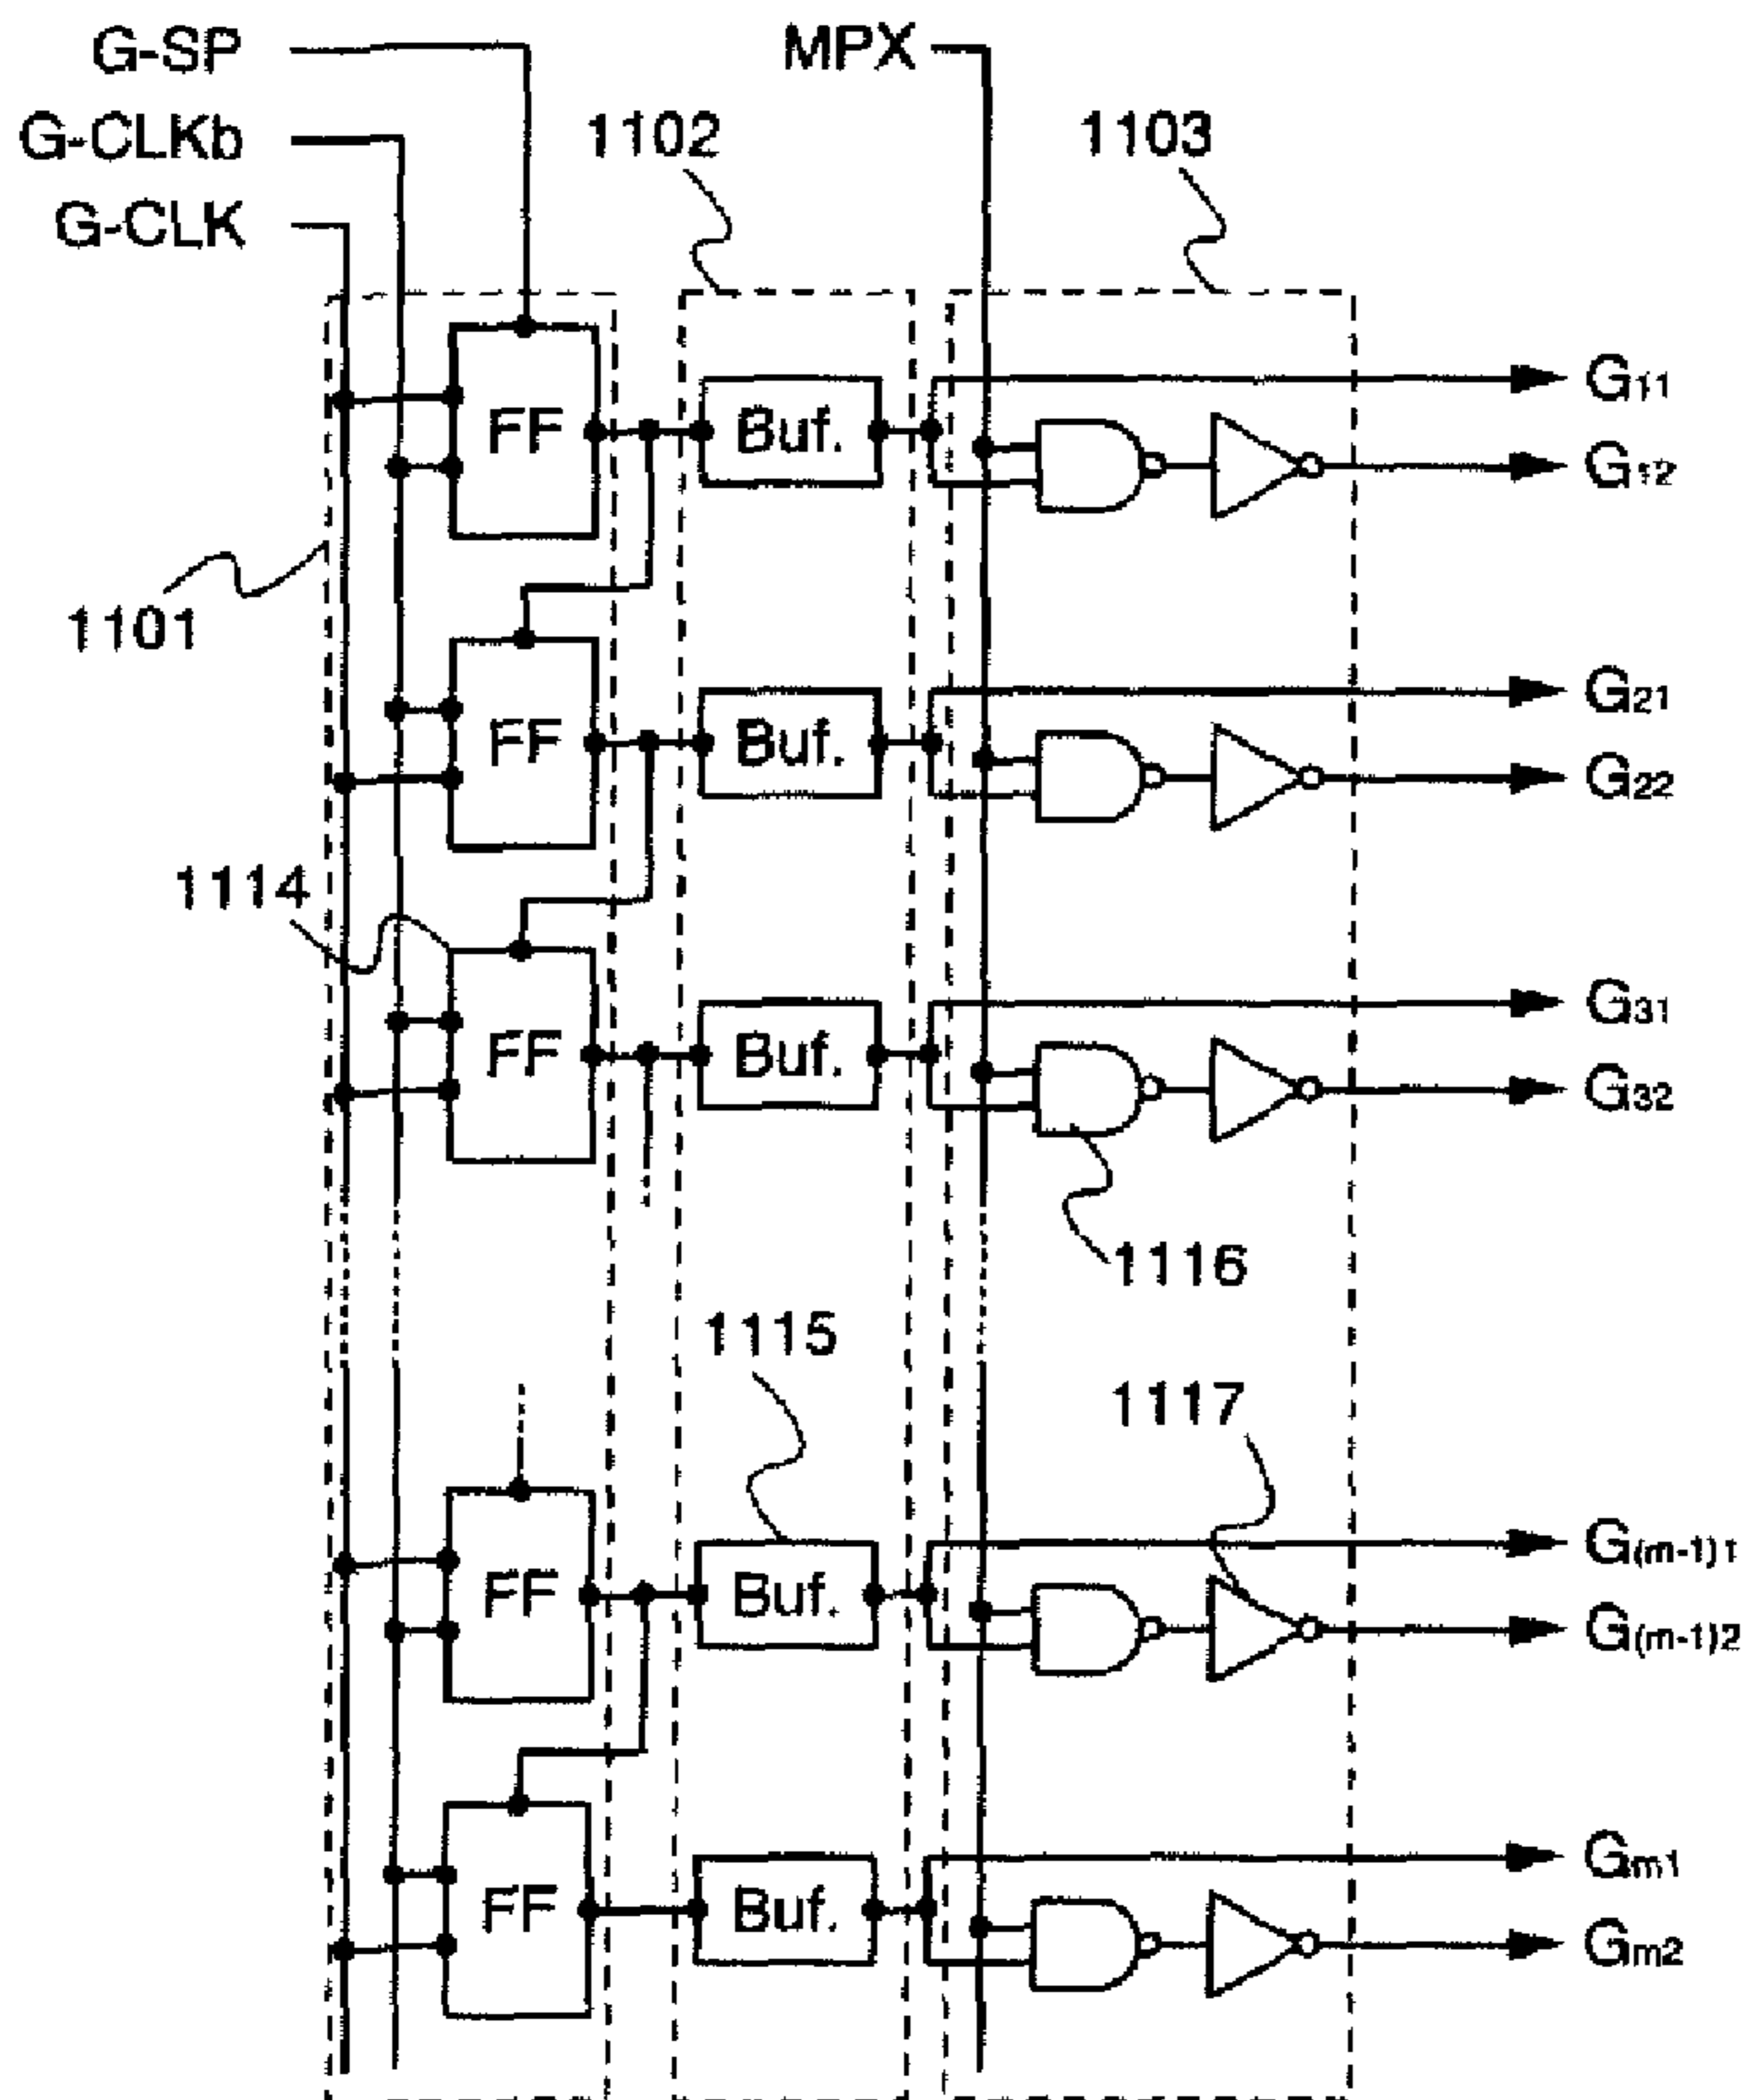 G-SP
MPX
G-CLKb
1102
1103
G-CLK
FF
Buf.
G11
G12
1101
FF
Buf.
G21
G22
1114
FF
Buf.
G31
G32
1116
1115
1117
FF
Buf.
G(m-1)1
G(m-1)2
FF
Buf.
Gm1
Gm2